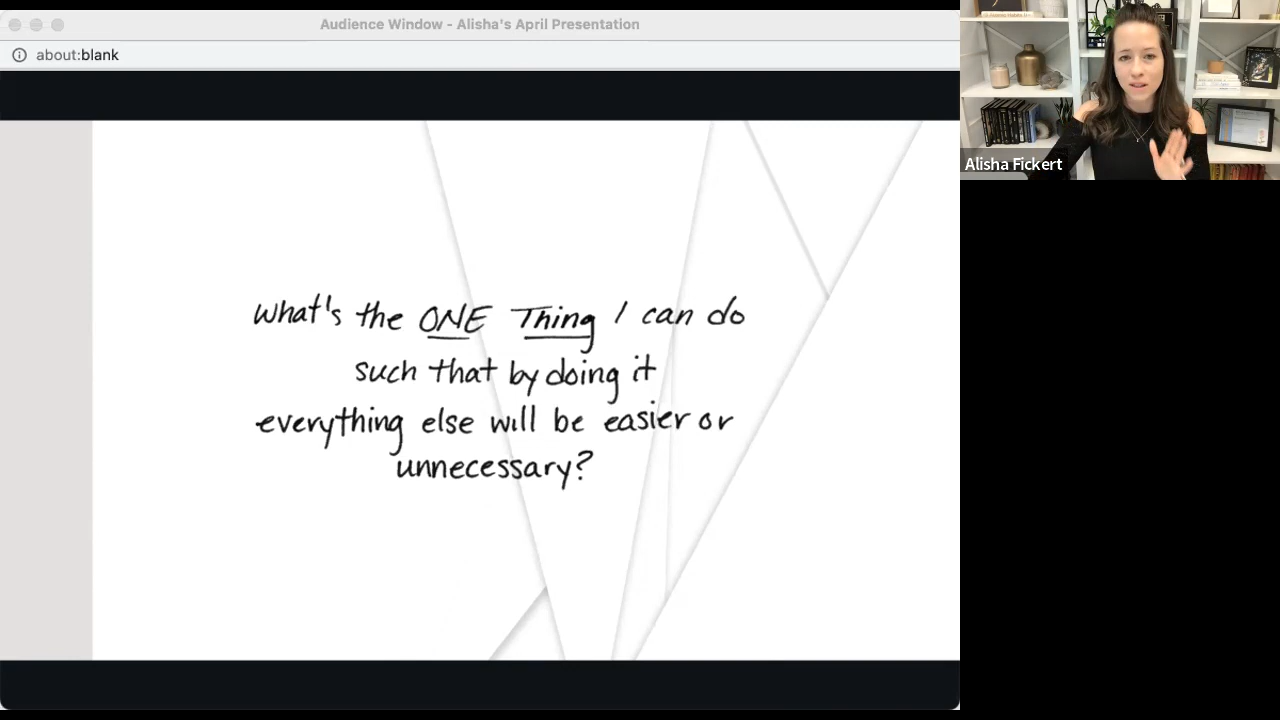 Audience Window - Alisha's April Presentation
about:blank
what's the ONE Thing I can do
such that by doing it
everything else will be easier or
unnecessary?
Alisha Fickert